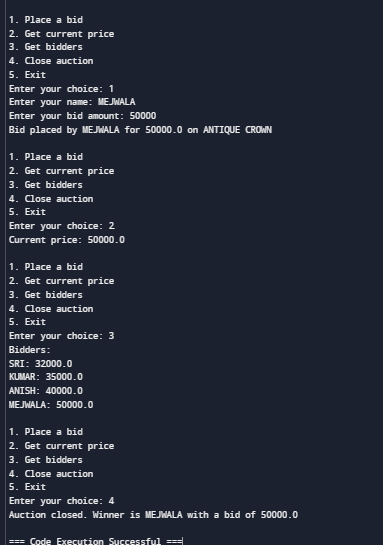 1. Place a bid
2. Get current price
3. Get bidders
4. Close auction
5. Exit
Enter your choice: 1
Enter your name: MEJWALA
Enter your bid amount: 50000
Bid placed by MEJWALA for 50000.0 on ANTIQUE CROWN
1. Place a bid
2. Get current price
3. Get bidders
4. Close auction
5. Exit
Enter your choice: 2
Current price: 50000.0
1. Place a bid
2. Get current price
3. Get bidders
4. Close auction
5. Exit
Enter your choice: 3
Bidders:
SRI: 32000.0
KUMAR: 35000.0
ANISH: 40000.0
MEJWALA: 50000.0
1. Place a bid
2. Get current price
3. Get bidders
4. Close auction
5. Exit
Enter your choice: 4
Auction closed. Winner is MEJWALA with a bid of 50000.0
=== Code Execution Successful ===